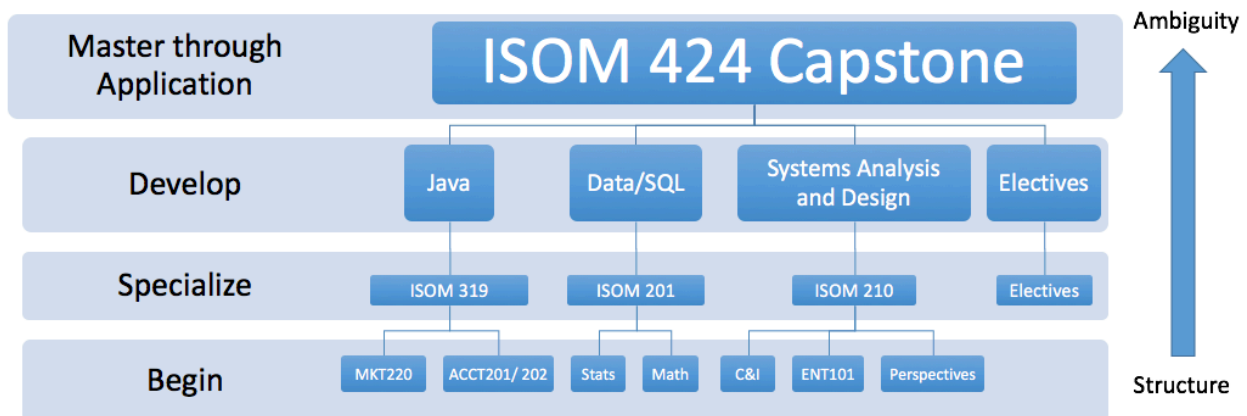 Master through
Application
ISOM 424 Capstone
Ambiguity
Develop
Java
Data/SQL
Systems Analysis
and Design
Electives
Specialize
ISOM 319
ISOM 201
ISOM 210
Electives
Begin
MKT220
ACCT201/ 202
Stats
Math
C&I
ENT101
Perspectives
Structure